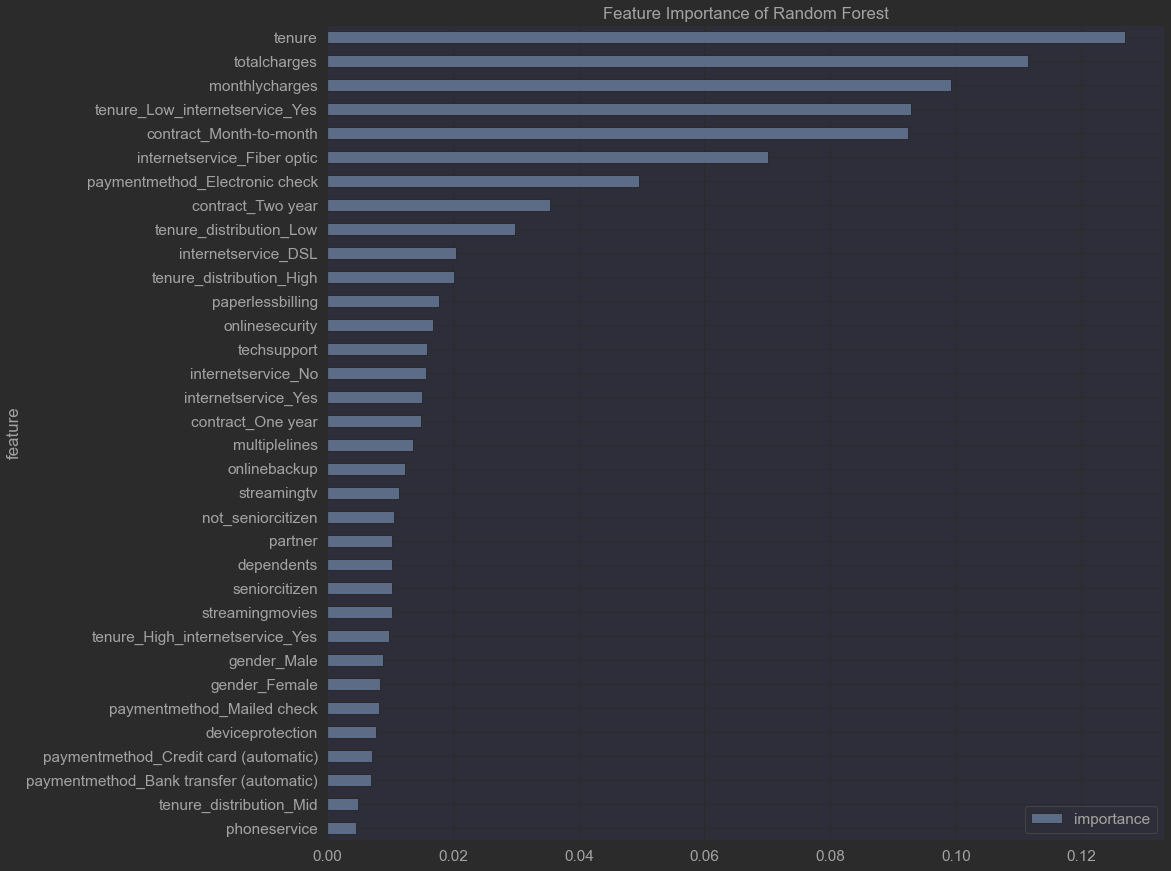 Feature Importance of Random Forest
tenure
totalcharges
monthlycharges
tenure_Low_internetservice_Yes
contract_Month-to-month
internetservice_Fiber optic
paymentmethod_Electronic check
contract_Two year
tenure_distribution_Low
internetservice_DSL
tenure_distribution_High
paperlessbilling
onlinesecurity
techsupport
internetservice_No
internetservice_Yes
contract_One year
multiplelines
onlinebackup
streamingtv
not_seniorcitizen
partner
dependents
seniorcitizen
streamingmovies
tenure_High_internetservice_Yes
gender_Male
gender_Female
paymentmethod_Mailed check
deviceprotection
paymentmethod_Credit card (automatic)
paymentmethod_Bank transfer (automatic)
tenure_distribution_Mid
phoneservice
feature
importance
0.00 0.02 0.04 0.06 0.08 0.10 0.12